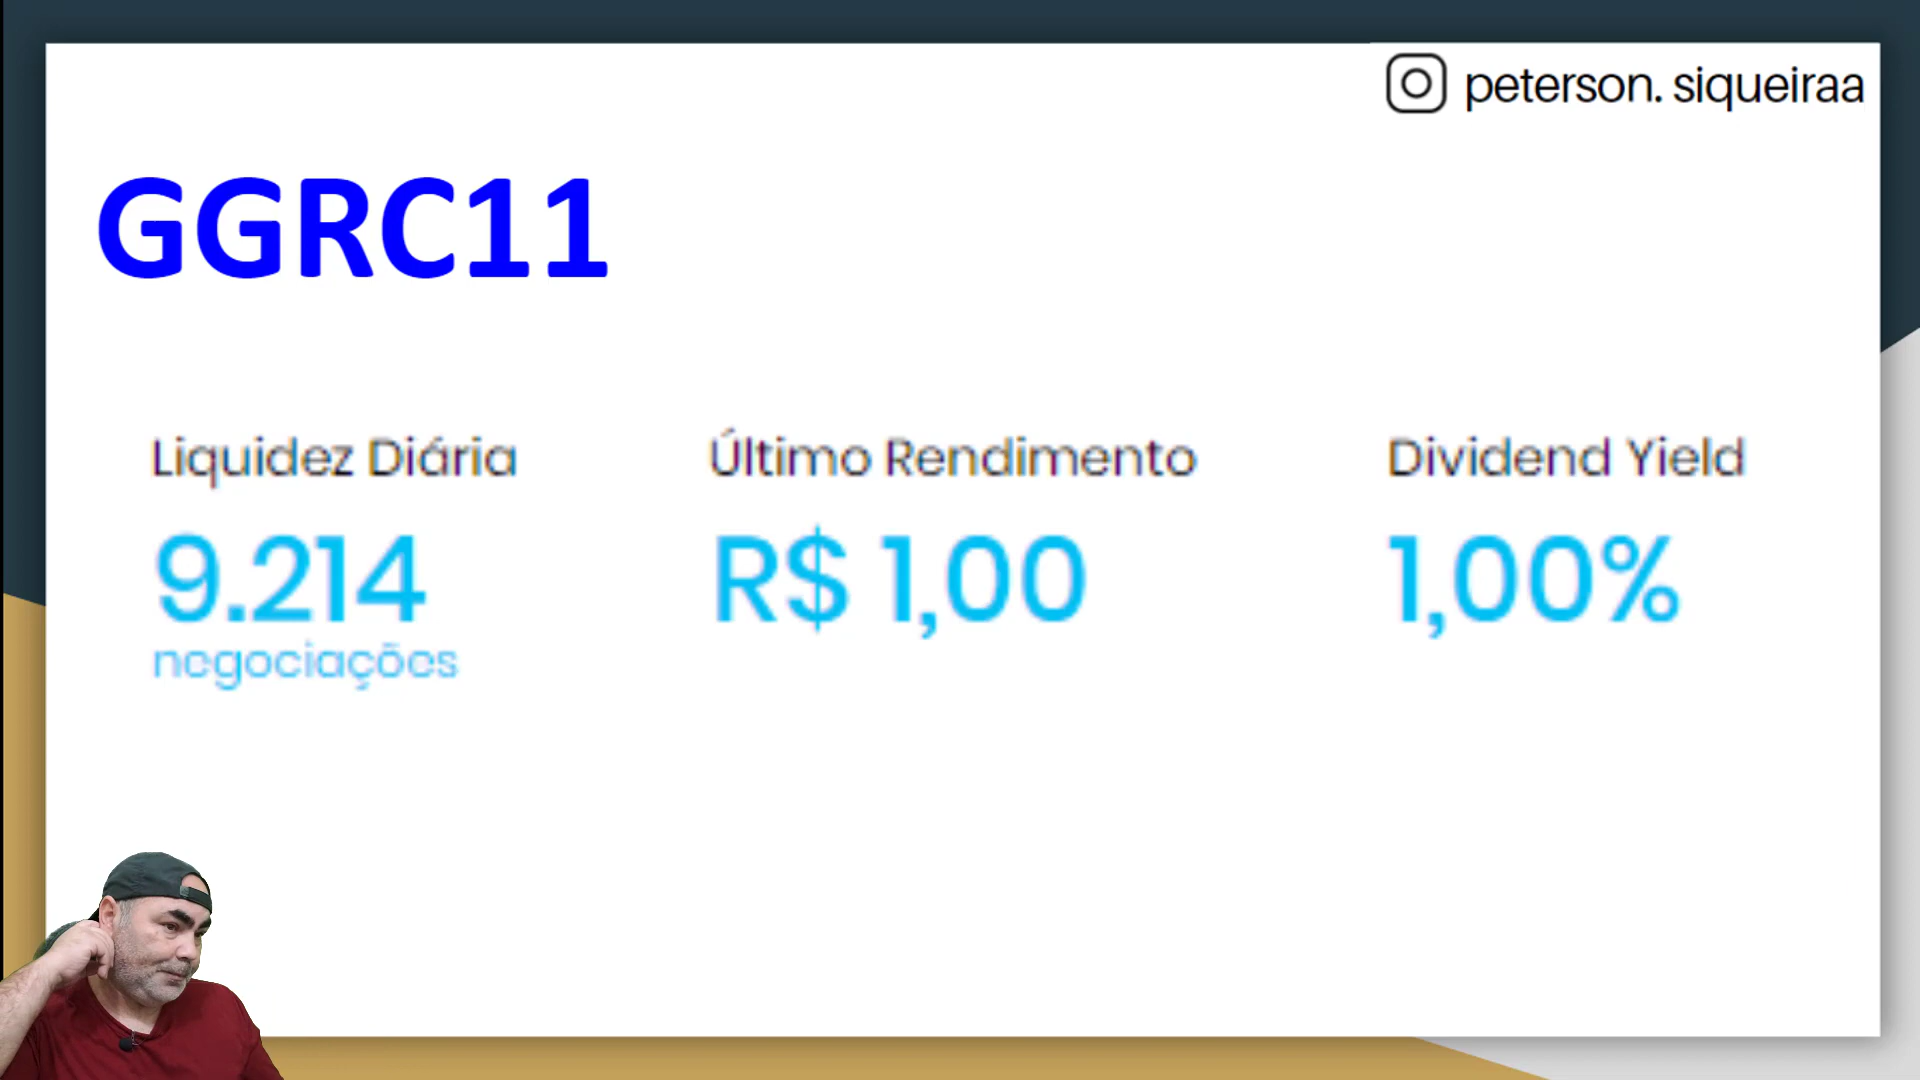 peterson. siqueiraa
GGRC11
Liquidez Diária
9.214
negociações
Último Rendimento
R$ 1,00
Dividend Yield
1,00%